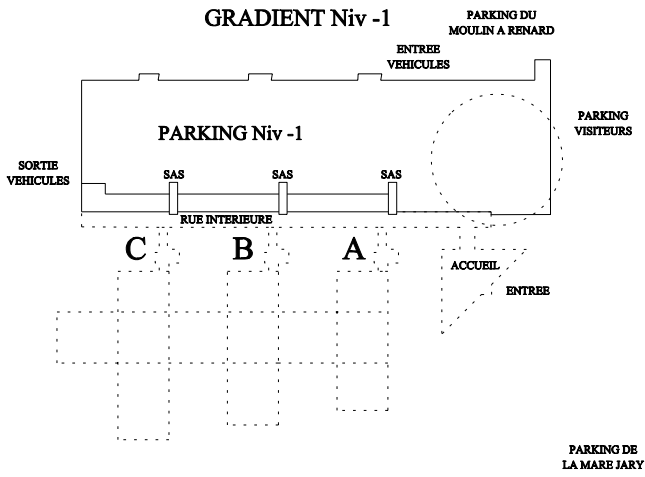 GRADIENT Niv -1
PARKING DU
MOULIN A RENARD
ENTREE
VEHICULES
PARKING
VISITEURS
PARKING Niv -1
SORTIE
VEHICULES
SAS
SAS
SAS
RUE INTERIEURE
C
B
A
ACCUEIL
ENTREE
PARKING DE
LA MARE JARY